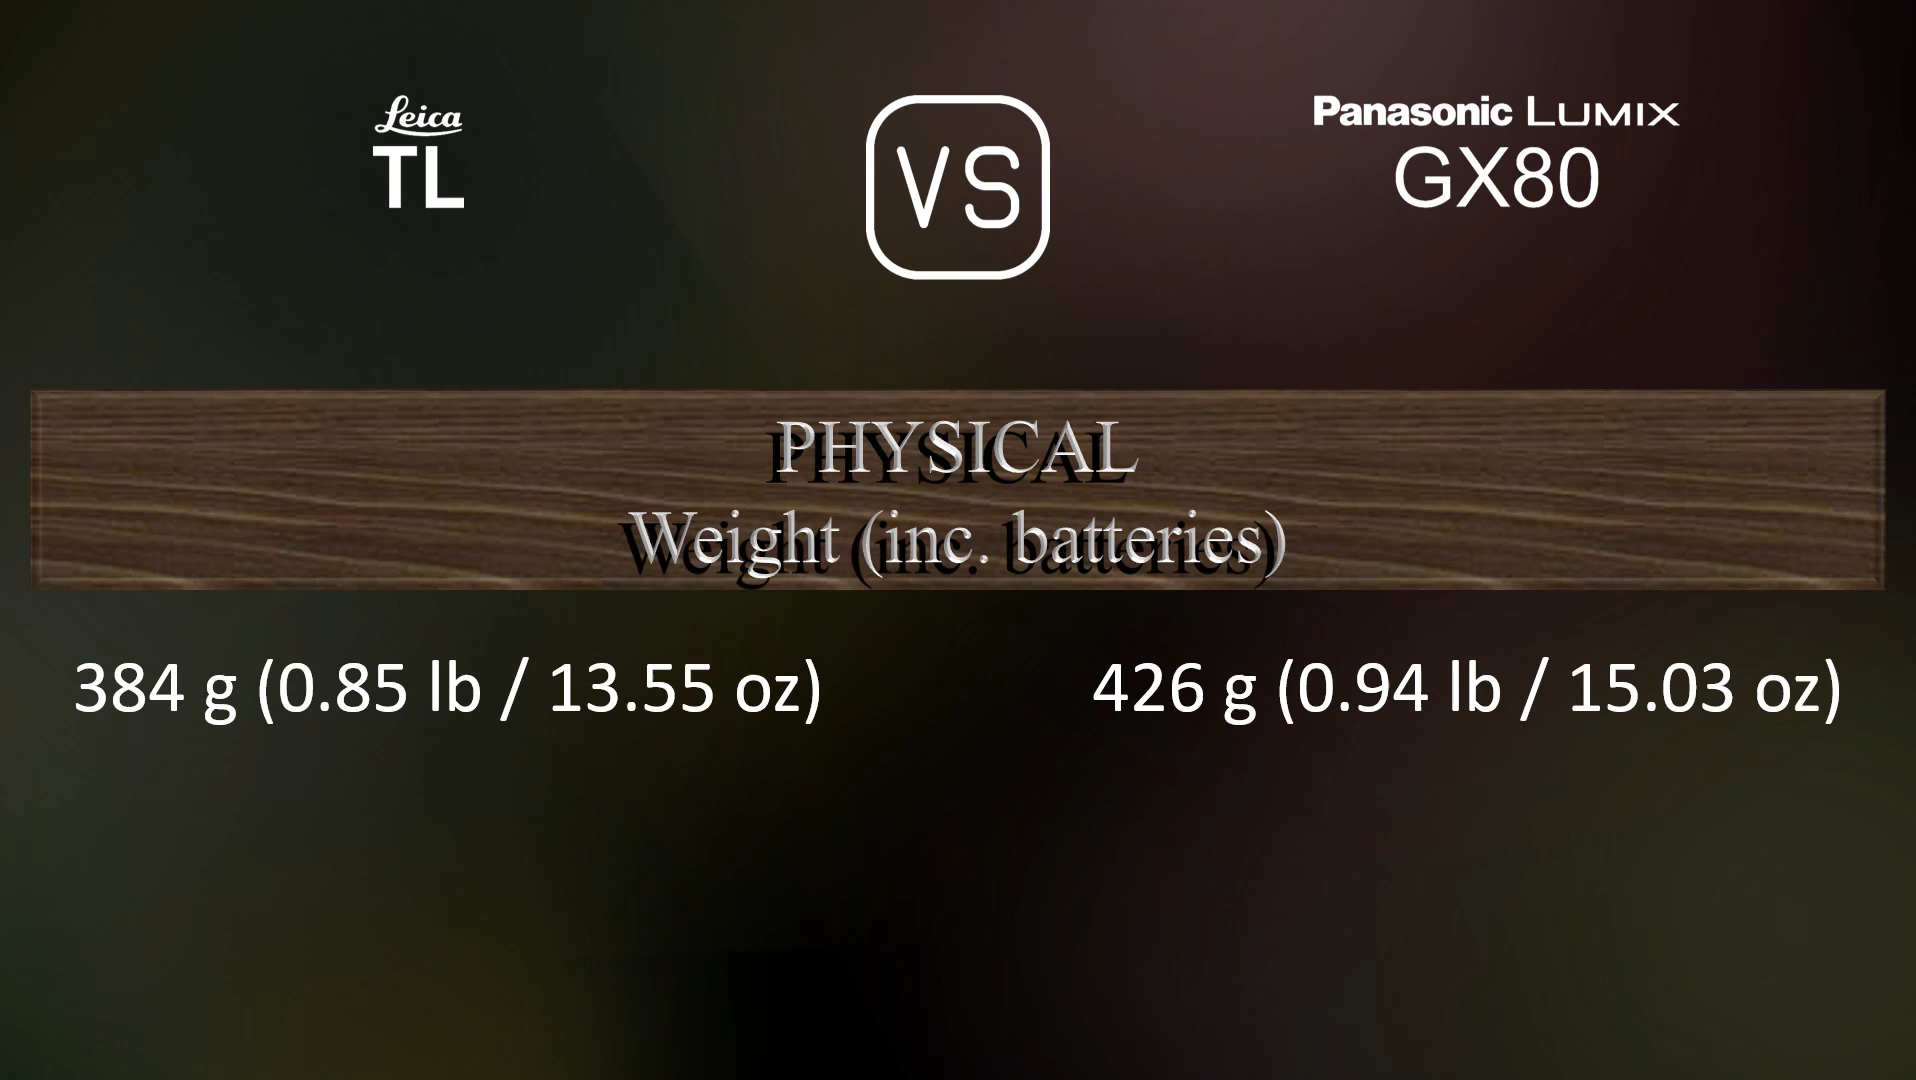 Leica
TL
VS
Panasonic LUMIX
GX80
PHYSICAL
Weight (inc. batteries)
384 g (0.85 lb / 13.55 oz)
426 g (0.94 lb / 15.03 oz)